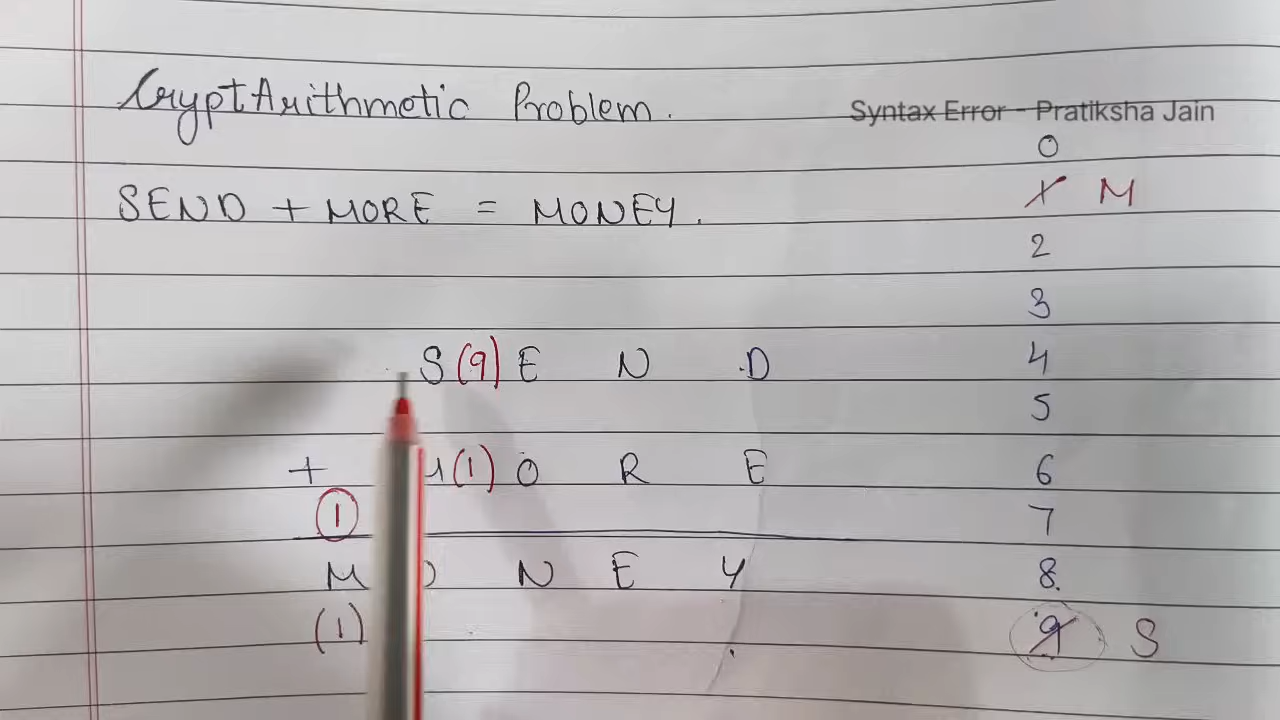 CryptArithmetic Problem.
Syntax Error - Pratiksha Jain
0
1 M
SEND + MORE = MONEY.
2
3
S(9) E N D
4
5
+ (1) O R E
6
1
7
M N E Y
8.
(1)
9 S